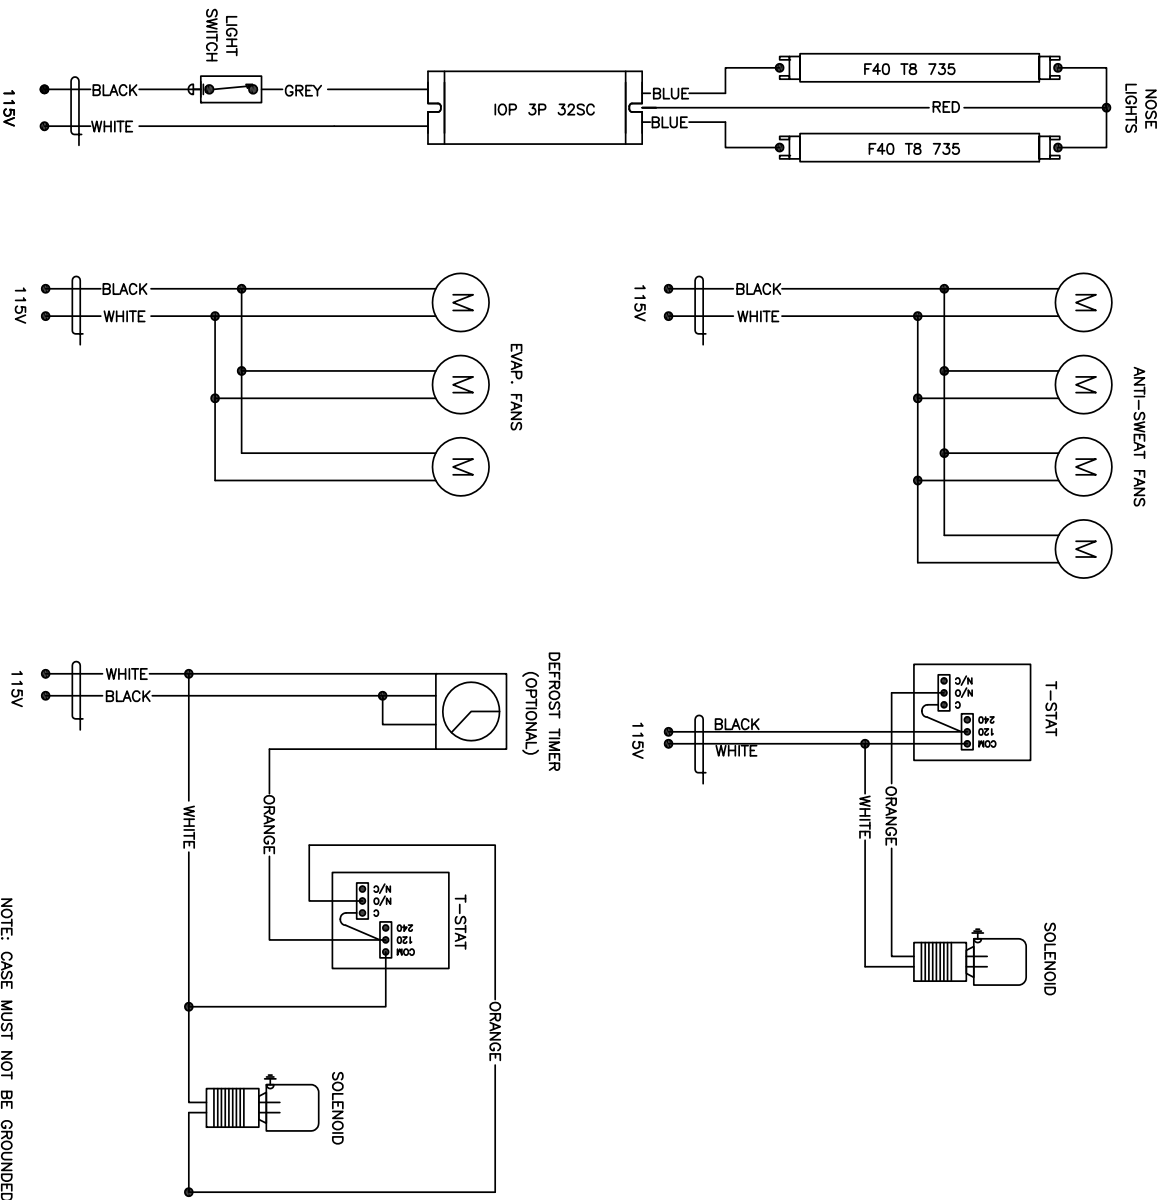 LIGHT
SWITCH
BLACK
GREY
WHITE
115V
IOP 3P 32SC
BLUE
RED
BLUE
F40 T8 735
F40 T8 735
NOSE
LIGHTS
BLACK
WHITE
115V
M
M
M
EVAP. FANS
BLACK
WHITE
115V
M
M
M
M
ANTI-SWEAT FANS
WHITE
BLACK
115V
DEFROST TIMER
(OPTIONAL)
ORANGE
WHITE
N/C
N/O
C
240
120
COM
T-STAT
ORANGE
SOLENOID
BLACK
WHITE
115V
N/C
N/O
C
240
120
COM
T-STAT
ORANGE
WHITE
SOLENOID
NOTE: CASE MUST NOT BE GROUNDED